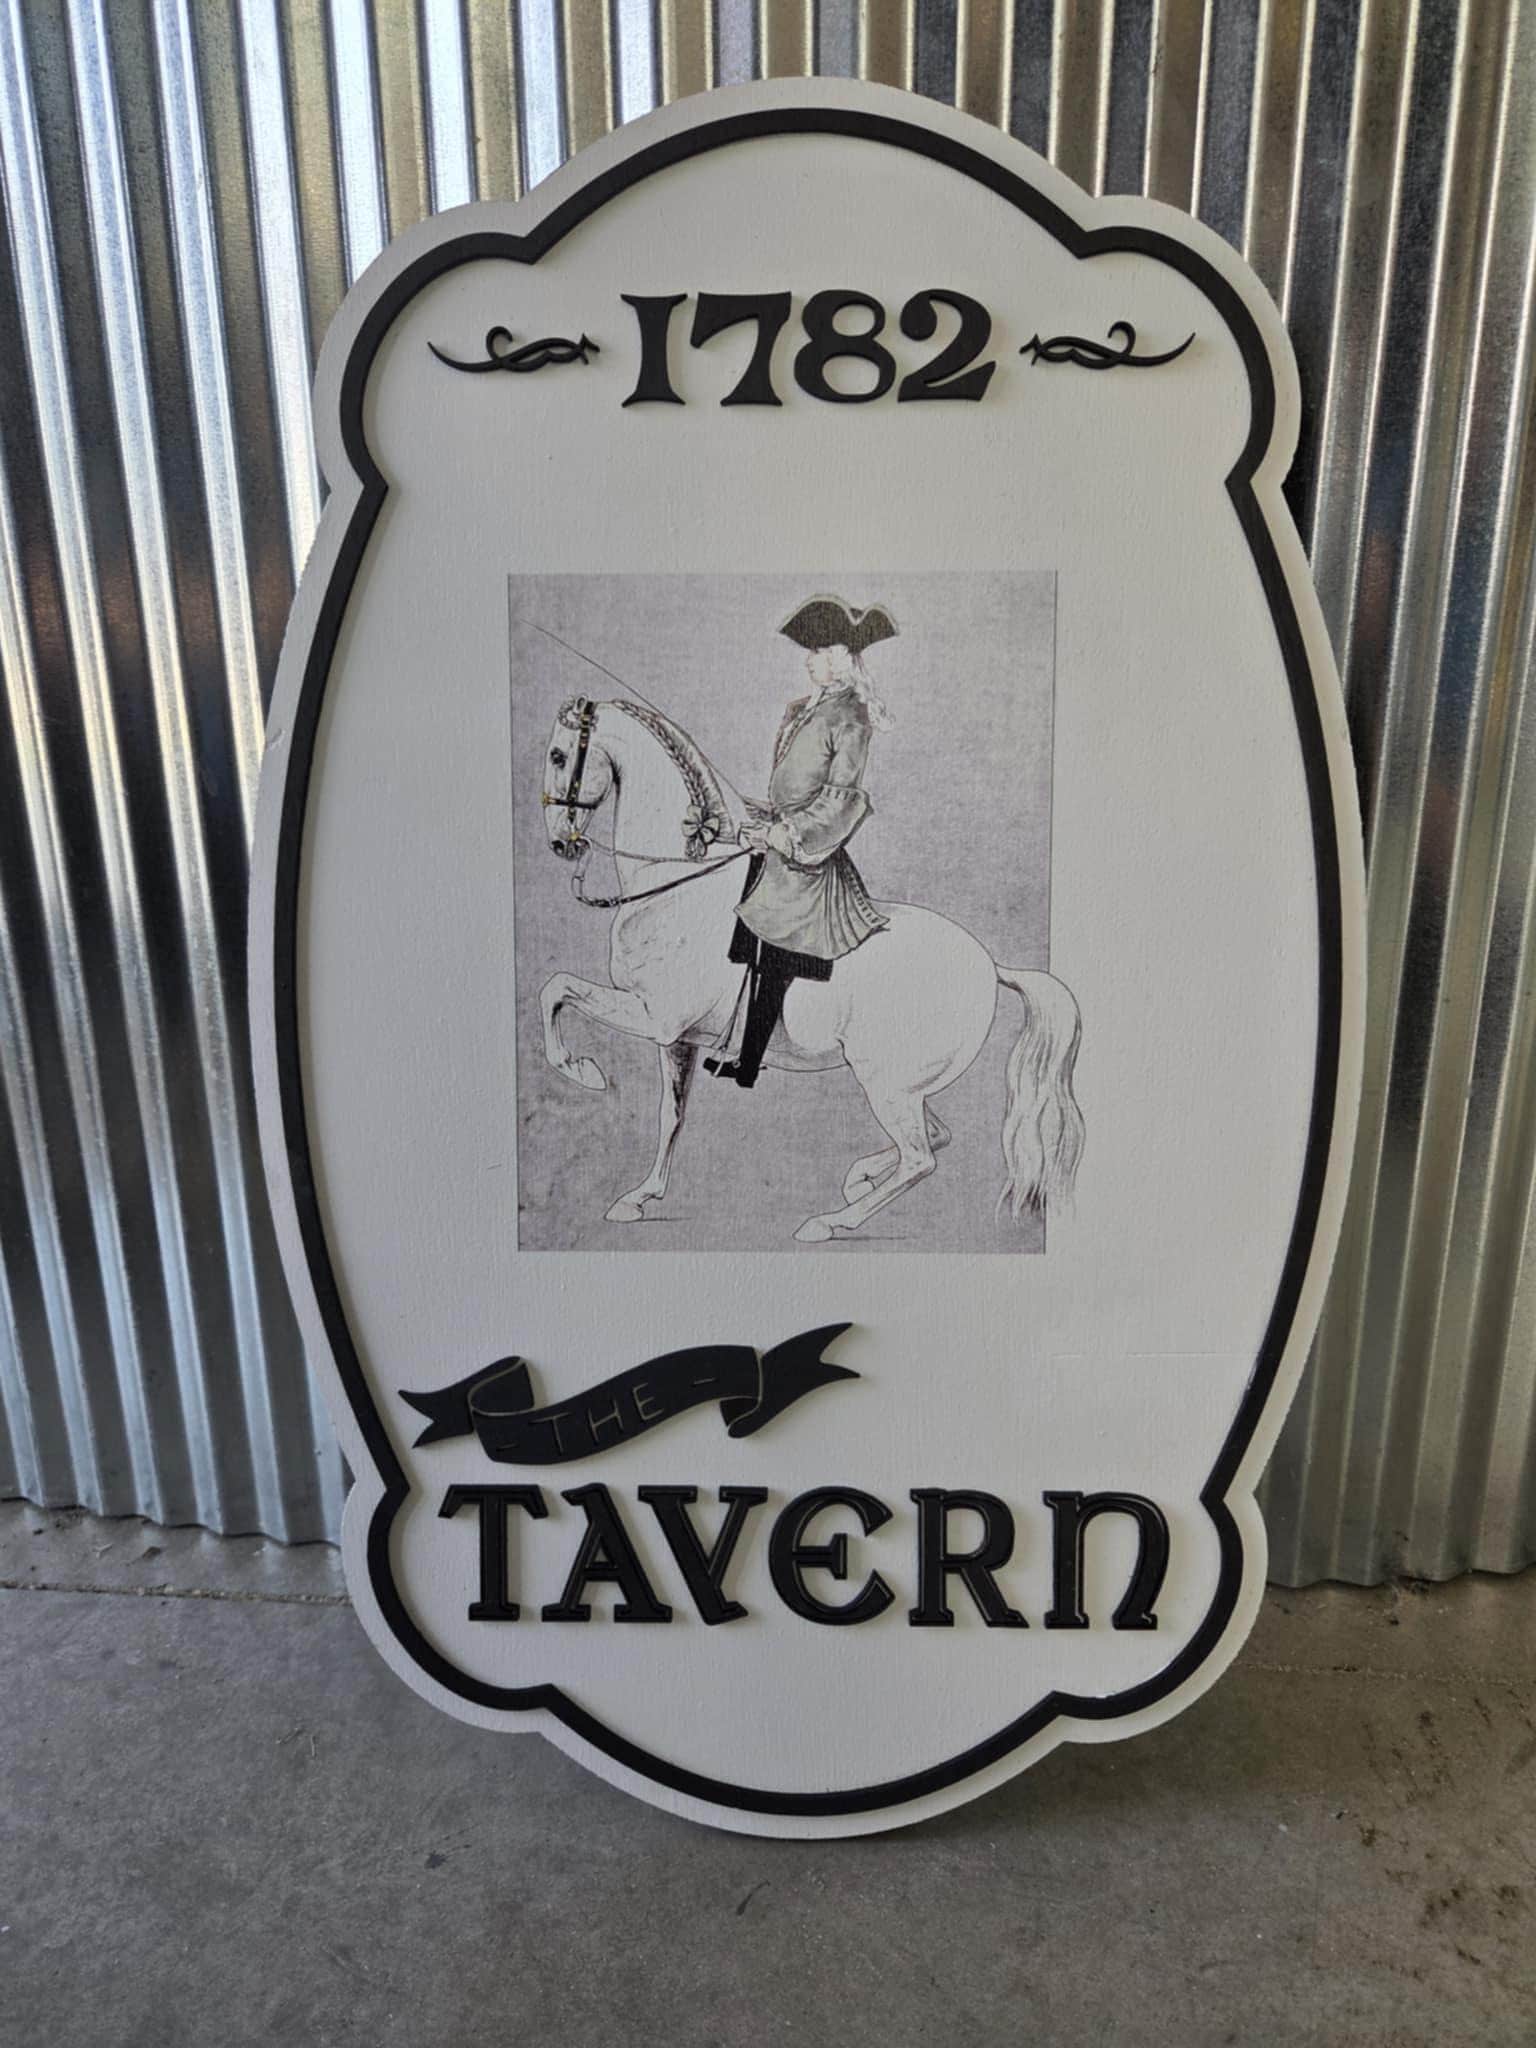 1782
- THE -
TAVERN